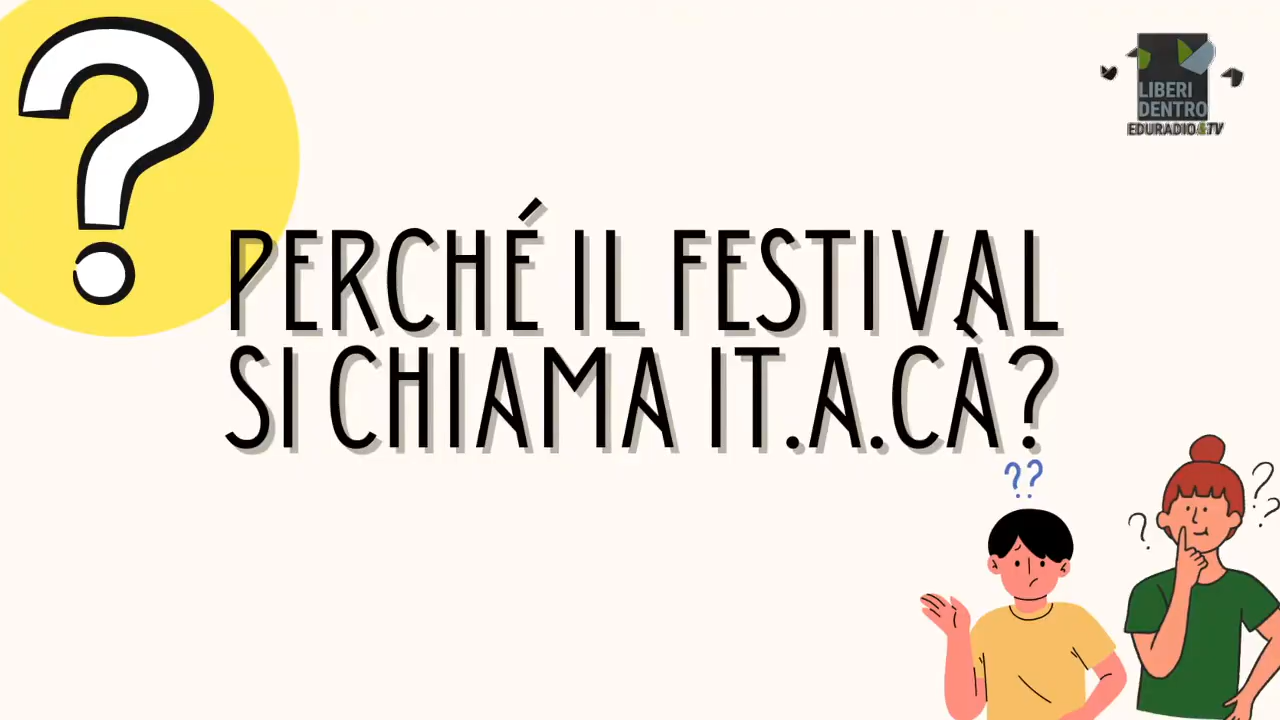 LIBERI
DENTRO
EDURADIO&TV
PERCHÉ IL FESTIVAL
SI CHIAMA IT.A.CÀ?